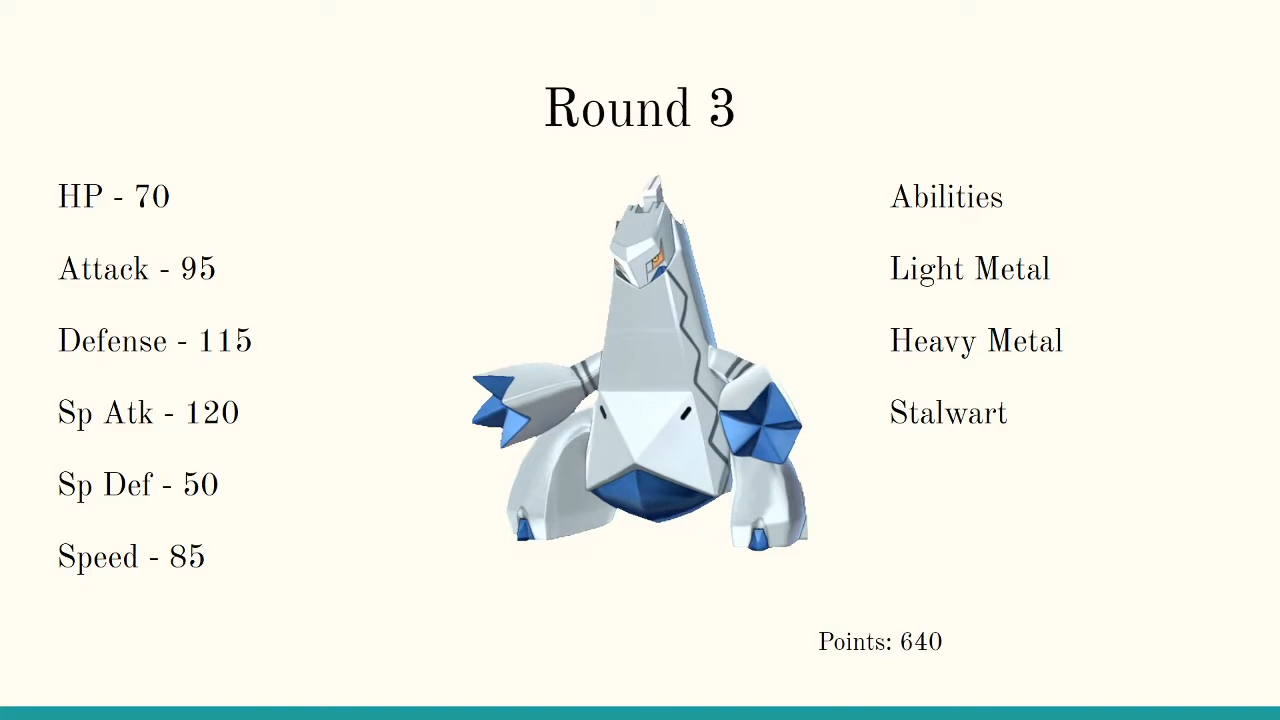 Round 3
HP - 70
Attack - 95
Defense - 115
Sp Atk - 120
Sp Def - 50
Speed - 85
Abilities
Light Metal
Heavy Metal
Stalwart
Points: 640